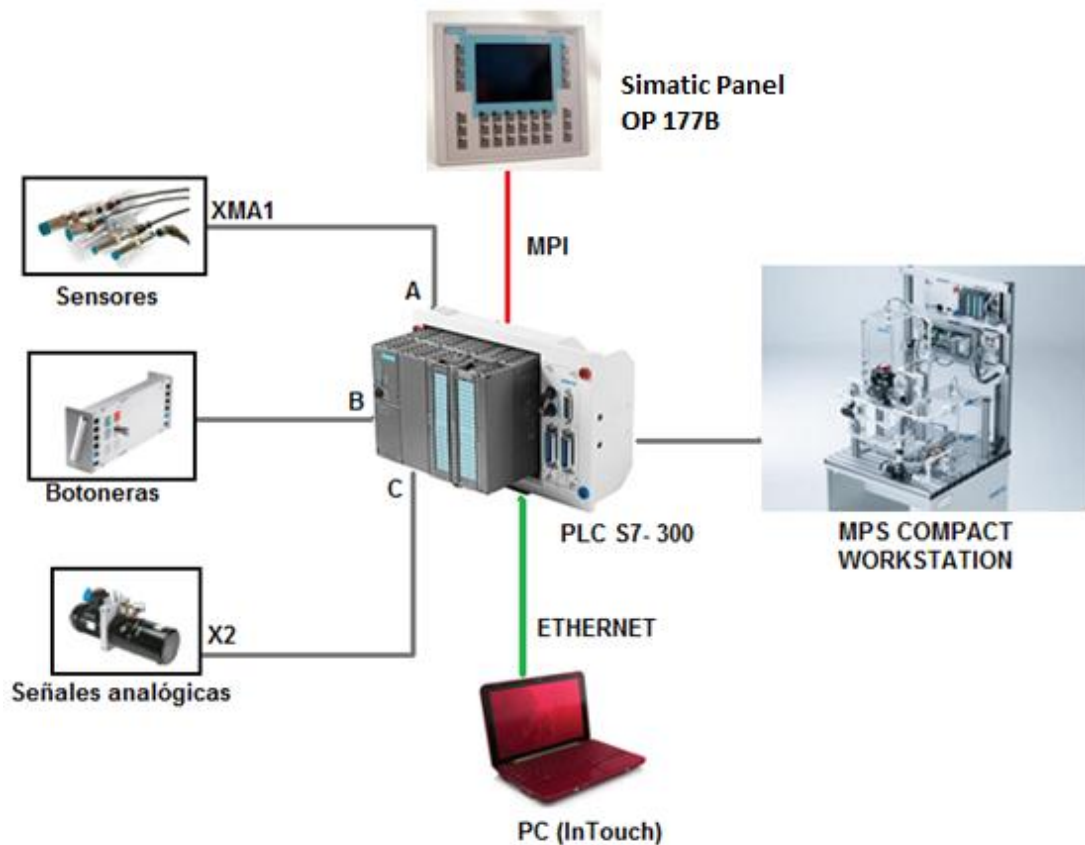 Simatic Panel
OP 177B
XMA1
MPI
Sensores
A
B
Botoneras
C
PLC S7- 300
MPS COMPACT
WORKSTATION
ETHERNET
X2
Señales analógicas
PC (InTouch)